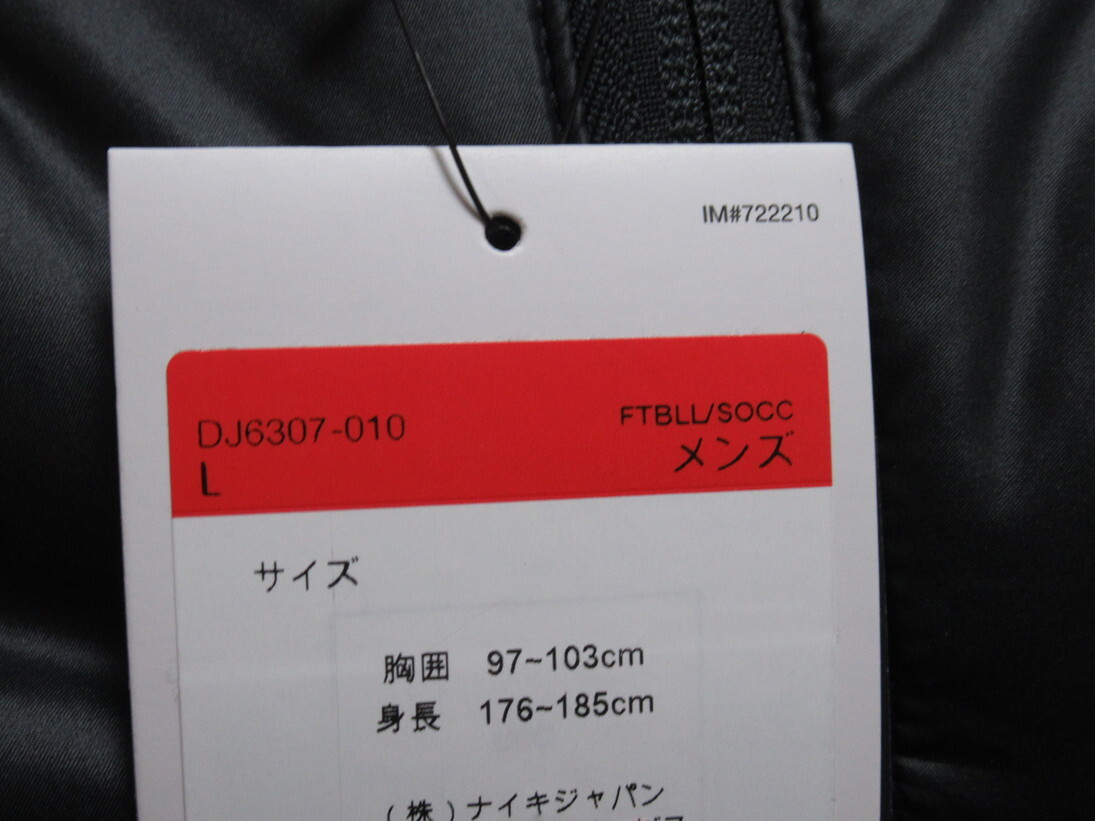 IM#722210
DJ6307-010
FTBLL/SOCC
L
メンズ
サイズ
胸囲 97~103cm
身長 176~185cm
(株)ナイキジャパン